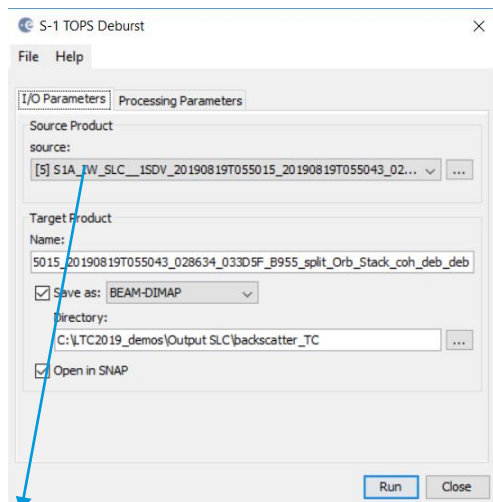 S-1 TOPS Deburst
File Help
I/O Parameters Processing Parameters
Source Product
source:
[5] S1A_IW_SLC__1SDV_20190819T055015_20190819T055043_02... ...
Target Product
Name:
5015_20190819T055043_028634_033D5F_B955_split_Orb_Stack_coh_deb_deb
Save as: BEAM-DIMAP
Directory:
C:\LTC2019_demos\Output SLC\backscatter_TC ...
Open in SNAP
Run Close